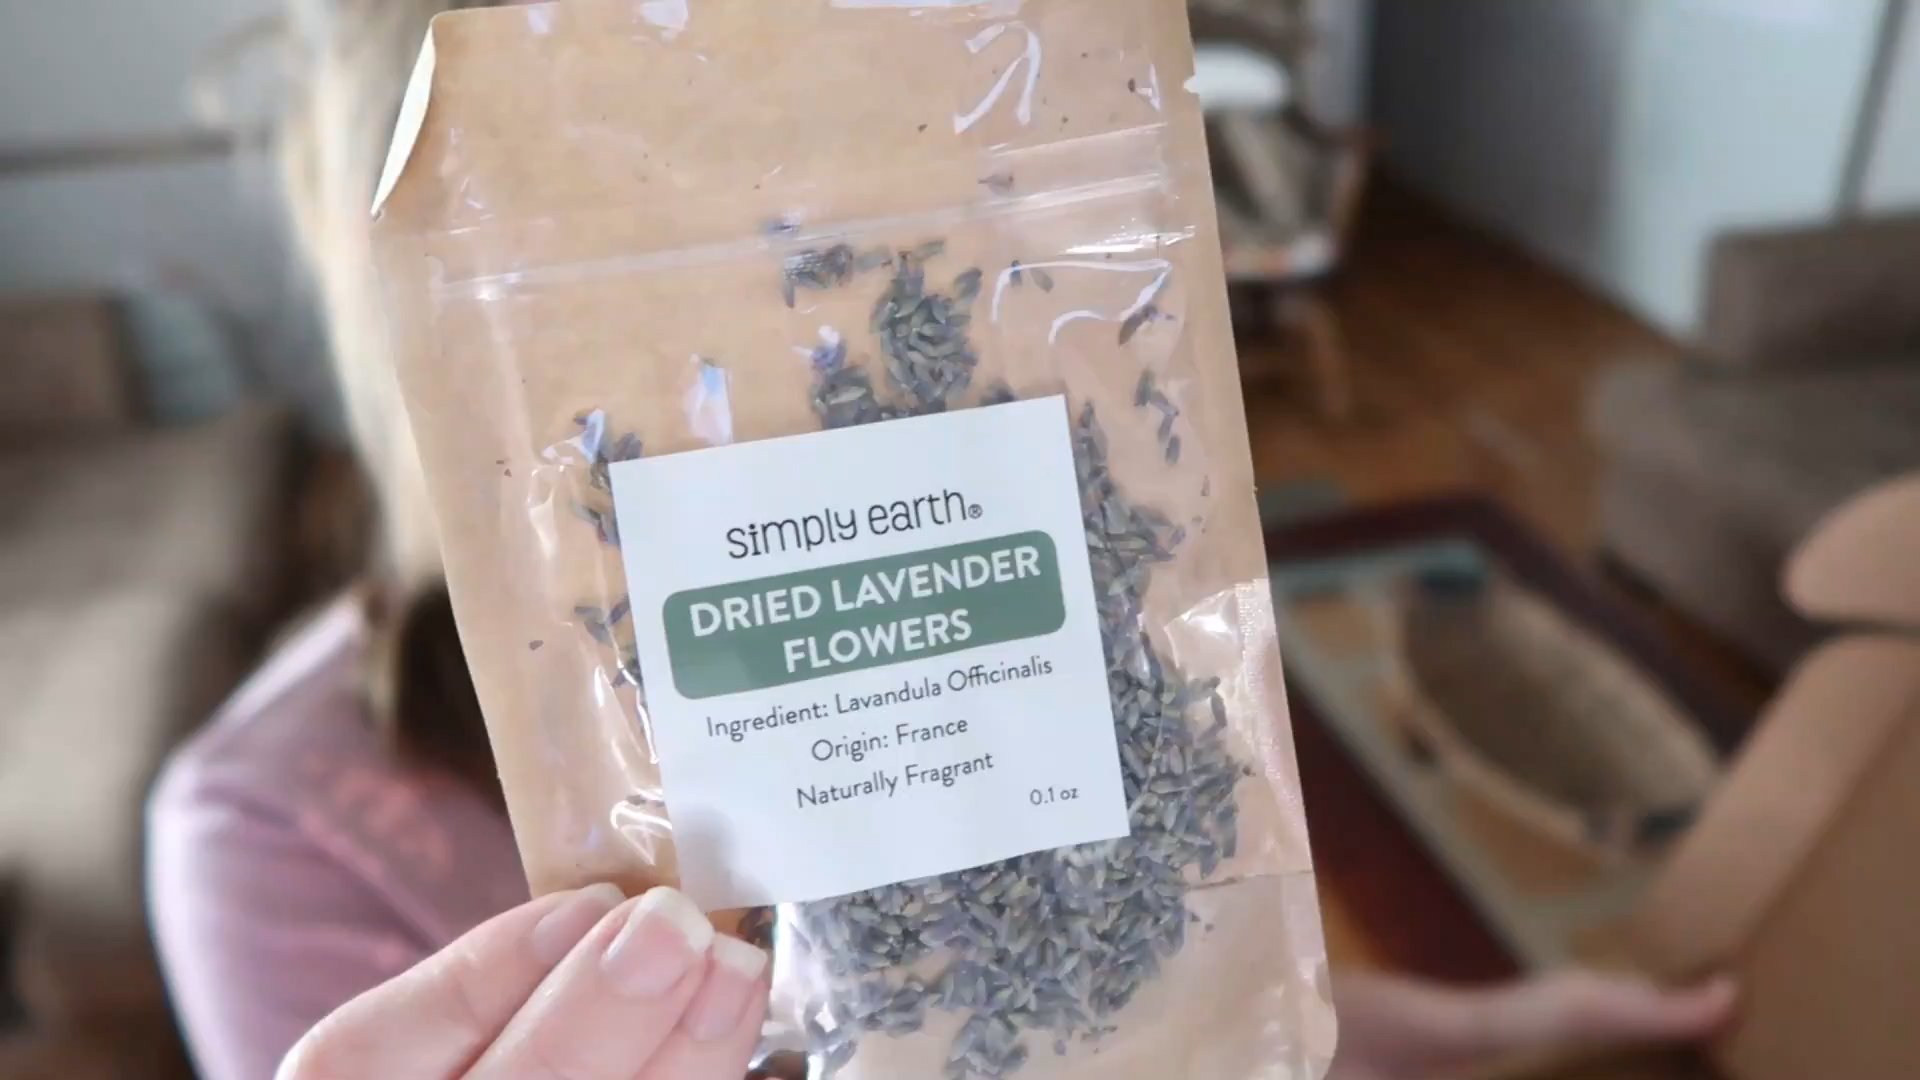 simply earth®
DRIED LAVENDER
FLOWERS
Ingredient: Lavandula Officinalis
Origin: France
Naturally Fragrant
0.1 oz